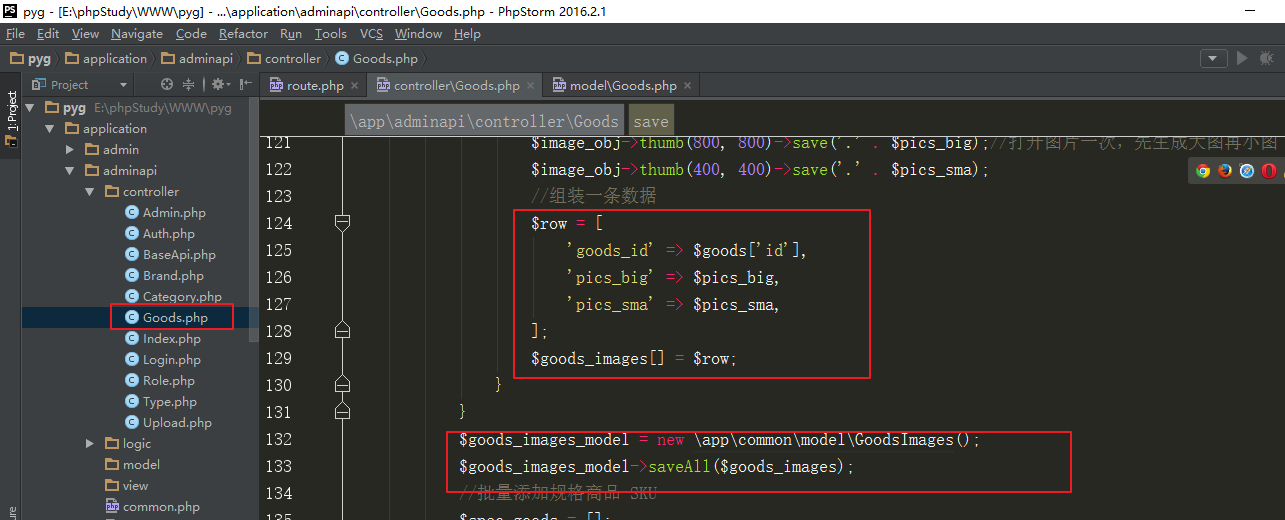 pyg - [E:\phpStudy\WWW\pyg] - ...\application\adminapi\controller\Goods.php - PhpStorm 2016.2.1
File Edit View Navigate Code Refactor Run Tools VCS Window Help
pyg application adminapi controller Goods.php
1: Project
Project
route.php controller\Goods.php model\Goods.php
pyg E:\phpStudy\WWW\pyg
application
admin
adminapi
controller
Admin.php
Auth.php
BaseApi.php
Brand.php
Category.php
Goods.php
Index.php
Login.php
Role.php
Type.php
Upload.php
logic
model
view
common.php
\app\adminapi\controller\Goods save
121 $image_obj->thumb(800, 800)->save('.' . $pics_big);//打开图片一次，先生成大图再小图
122 $image_obj->thumb(400, 400)->save('.' . $pics_sma);
123 //组装一条数据
124 $row = [
125 'goods_id' => $goods['id'],
126 'pics_big' => $pics_big,
127 'pics_sma' => $pics_sma,
128 ];
129 $goods_images[] = $row;
130 }
131 }
132 $goods_images_model = new \app\common\model\GoodsImages();
133 $goods_images_model->saveAll($goods_images);
134 //批量添加规格商品 SKU
135 $spec_goods = [];